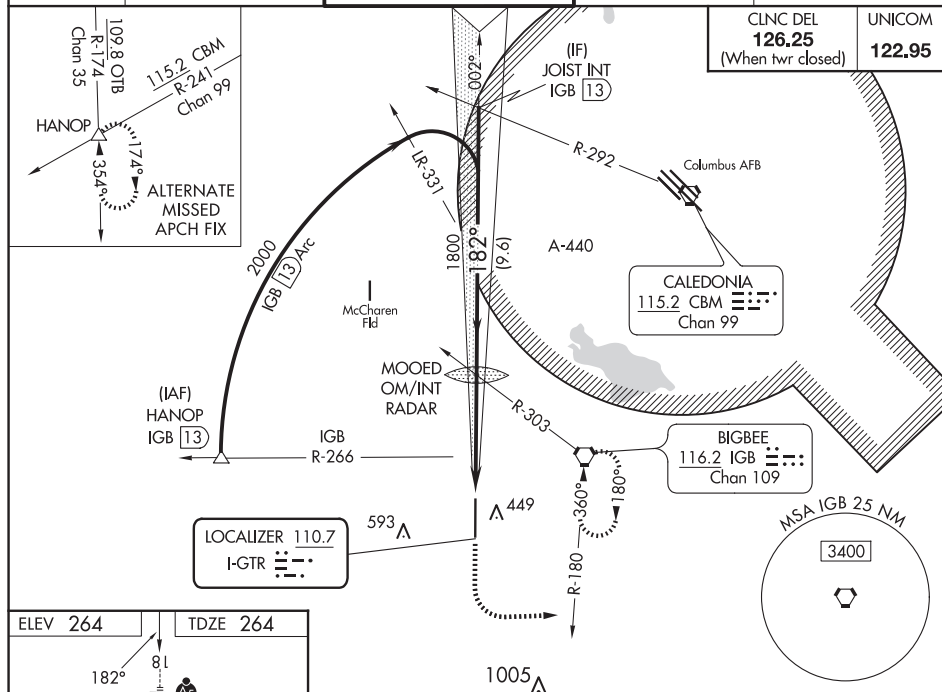 CLNC DEL
126.25
(When twr closed)
UNICOM
122.95
109.8 OTB
R-174
Chan 35
115.2 CBM
R-241
Chan 99
HANOP
174°
354°
ALTERNATE
MISSED
APCH FIX
002°
(IF)
JOIST INT
IGB 13
R-292
Columbus AFB
LR-331
2000
IGB 13 Arc
1800
182°
(9.6)
A-440
CALEDONIA
115.2 CBM
Chan 99
McCharen
Fld
MOOED
OM/INT
RADAR
R-303
(IAF)
HANOP
IGB 13
IGB
R-266
BIGBEE
116.2 IGB
Chan 109
360°
180°
R-180
LOCALIZER 110.7
I-GTR
593
449
MSA IGB 25 NM
3400
ELEV 264
TDZE 264
182°
18
1005